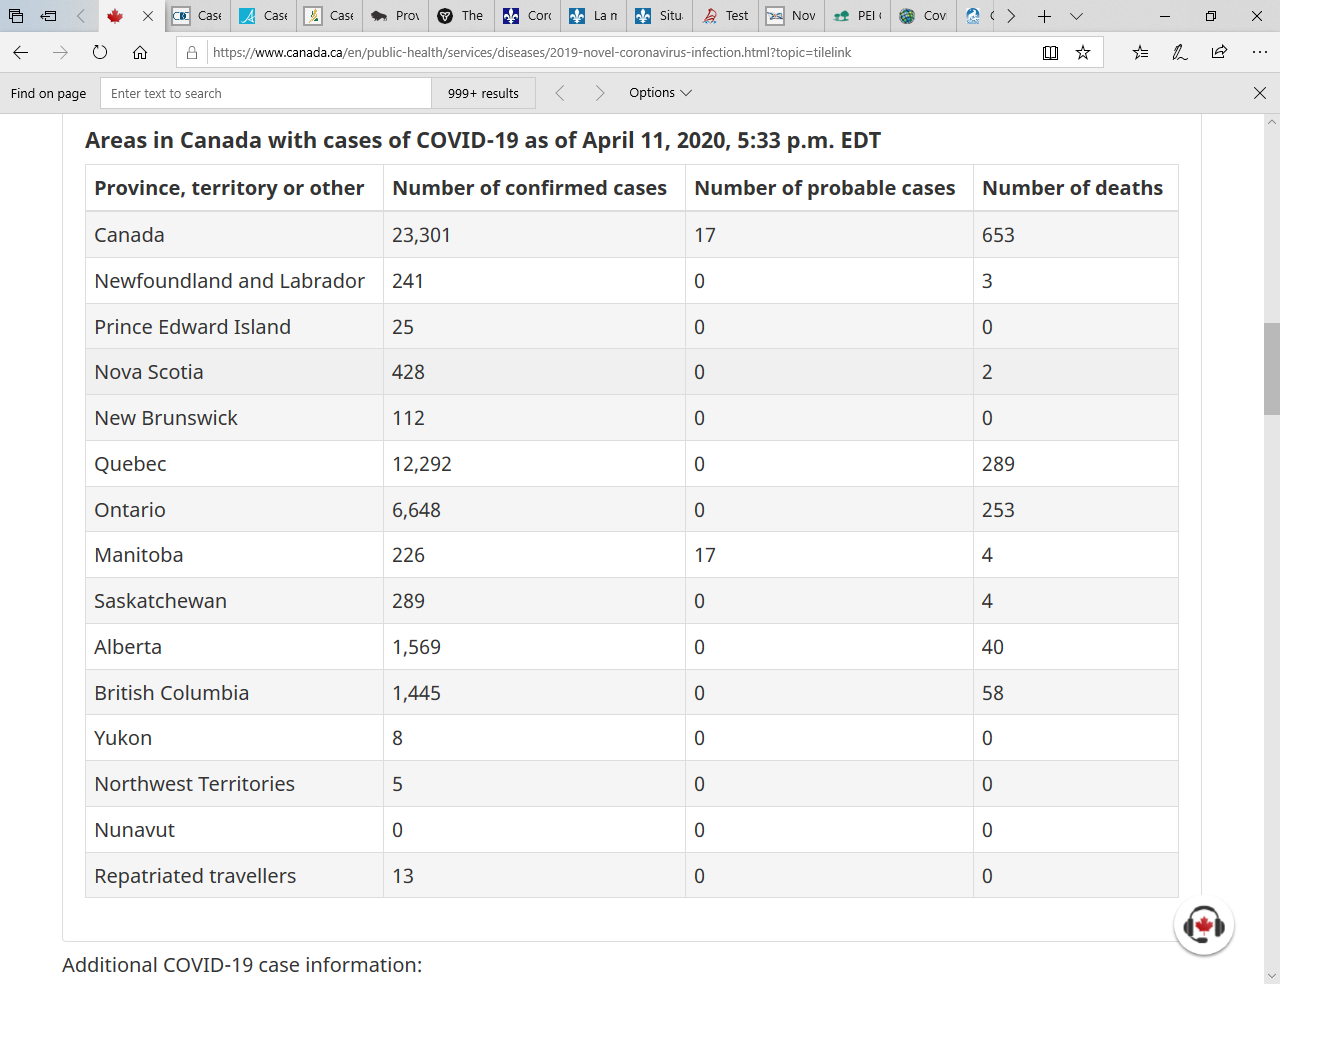 Case
Case
Case
Prov
The
Coro
La m
Situ
Test
Nov
PEI
Cov
https://www.canada.ca/en/public-health/services/diseases/2019-novel-coronavirus-infection.html?topic=tilelink
Find on page Enter text to search 999+ results Options
Areas in Canada with cases of COVID-19 as of April 11, 2020, 5:33 p.m. EDT
Province, territory or other Number of confirmed cases Number of probable cases Number of deaths
Canada 23,301 17 653
Newfoundland and Labrador 241 0 3
Prince Edward Island 25 0 0
Nova Scotia 428 0 2
New Brunswick 112 0 0
Quebec 12,292 0 289
Ontario 6,648 0 253
Manitoba 226 17 4
Saskatchewan 289 0 4
Alberta 1,569 0 40
British Columbia 1,445 0 58
Yukon 8 0 0
Northwest Territories 5 0 0
Nunavut 0 0 0
Repatriated travellers 13 0 0
Additional COVID-19 case information: